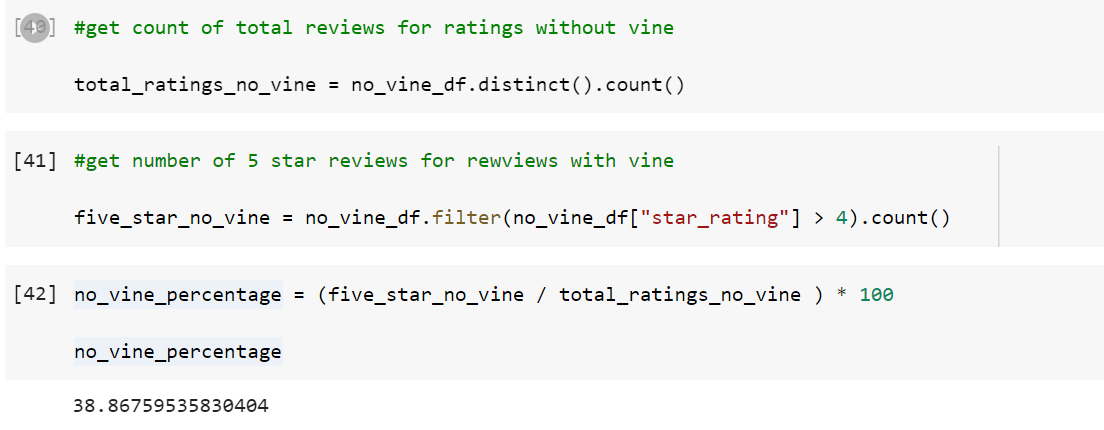 [40] #get count of total reviews for ratings without vine
total_ratings_no_vine = no_vine_df.distinct().count()
[41] #get number of 5 star reviews for rewviews with vine
five_star_no_vine = no_vine_df.filter(no_vine_df["star_rating"] > 4).count()
[42] no_vine_percentage = (five_star_no_vine / total_ratings_no_vine ) * 100
no_vine_percentage
38.86759535830404